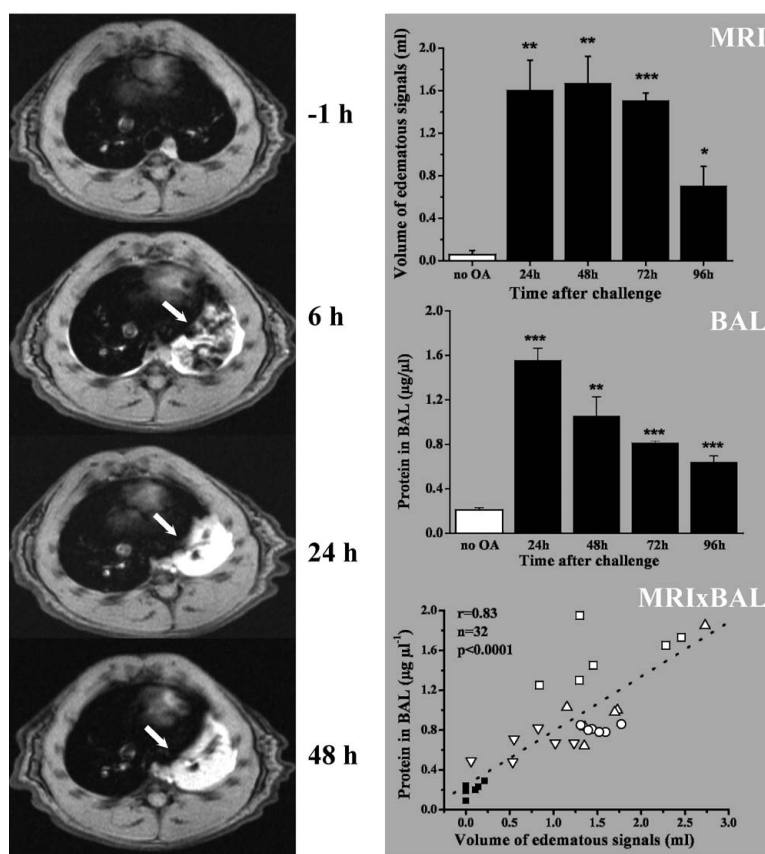 -1 h
6 h
24 h
48 h
MRI
Volume of edematous signals (ml)
2.0
1.6
1.2
0.8
0.4
0.0
** ** *** *
no OA 24h 48h 72h 96h
Time after challenge
BAL
Protein in BAL (µg/µl)
2.0
1.6
1.2
0.8
0.4
0.0
*** ** *** ***
no OA 24h 48h 72h 96h
Time after challenge
MRIxBAL
r=0.83
n=32
p<0.0001
Protein in BAL (µg µl⁻¹)
2.0
1.6
1.2
0.8
0.4
0.0
0.0 0.5 1.0 1.5 2.0 2.5 3.0
Volume of edematous signals (ml)